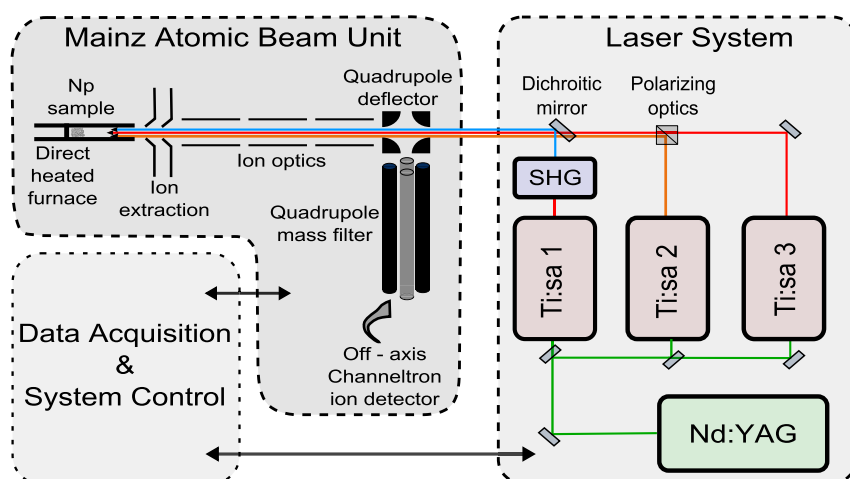 Mainz Atomic Beam Unit
Np
sample
Direct
heated
furnace
Ion
extraction
Ion optics
Quadrupole
deflector
Quadrupole
mass filter
Off - axis
Channeltron
ion detector
Data Acquisition
&
System Control
Laser System
Dichroitic
mirror
Polarizing
optics
SHG
Ti:sa 1
Ti:sa 2
Ti:sa 3
Nd:YAG